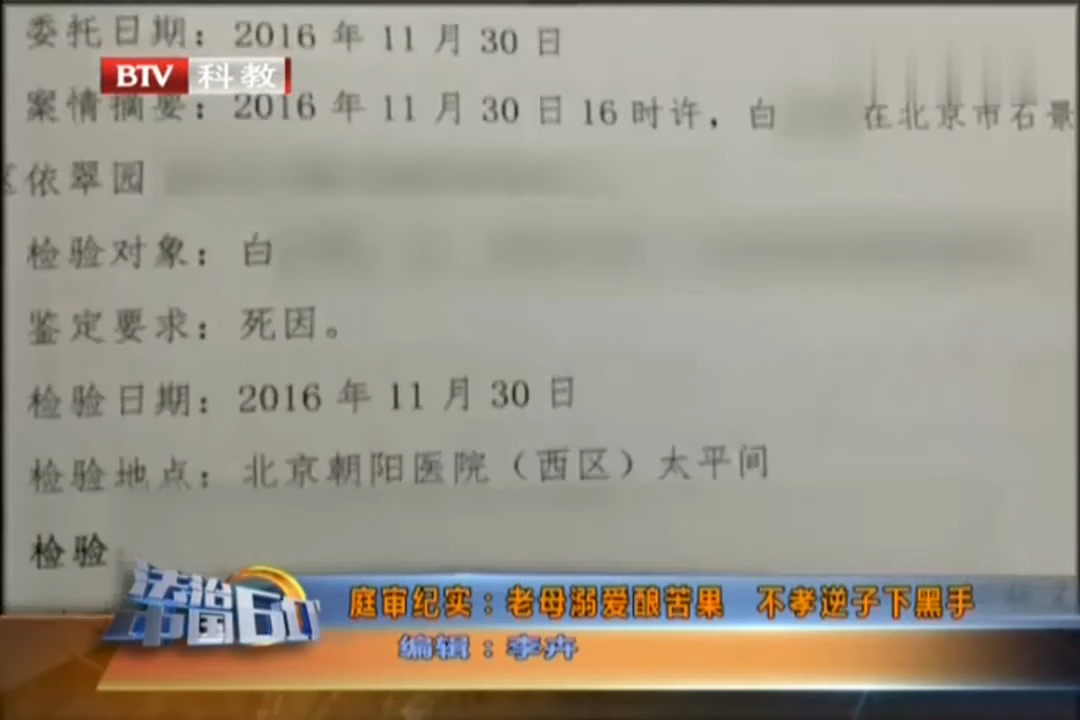 委托日期：2016 年 11 月 30 日
BTV 科教
案情摘要：2016 年 11 月 30 日 16 时许，白 在北京市石景
区依翠园
检验对象：白
鉴定要求：死因。
检验日期：2016 年 11 月 30 日
检验地点：北京朝阳医院（西区）太平间
检验
法治中国60′
庭审纪实：老母溺爱酿苦果 不孝逆子下黑手
编辑：李卉